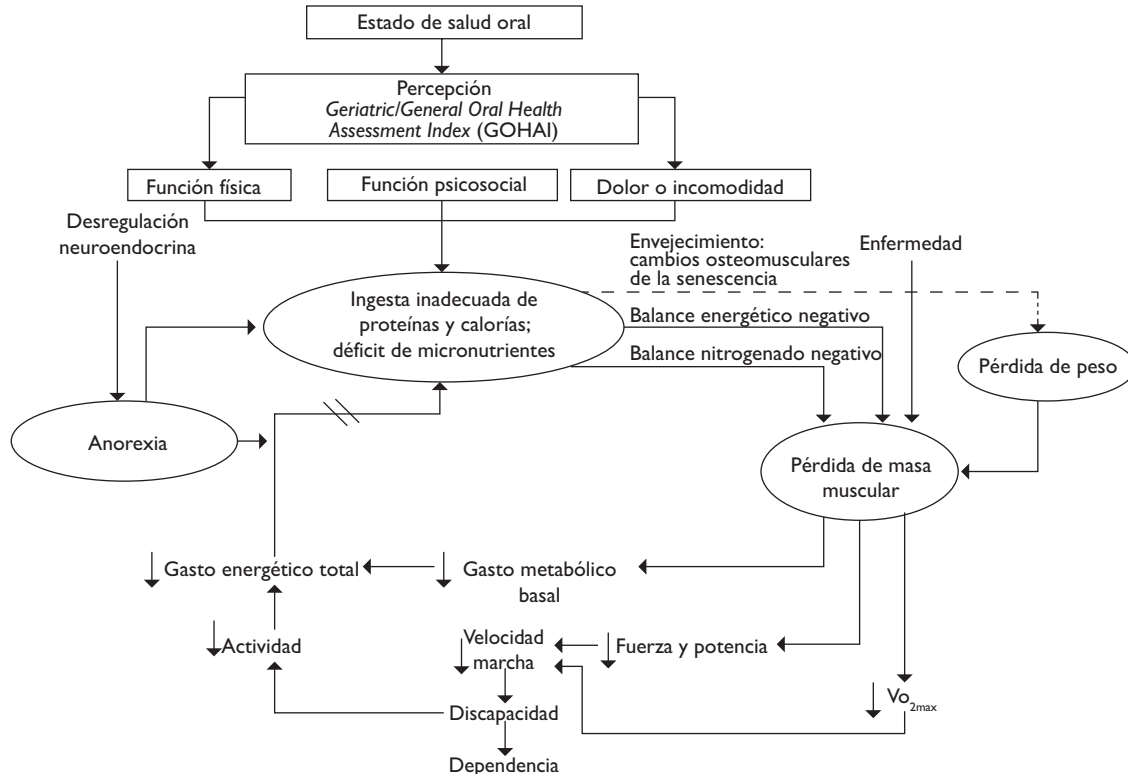 Estado de salud oral
Percepción
Geriatric/General Oral Health
Assessment Index (GOHAI)
Función física
Función psicosocial
Dolor o incomodidad
Desregulación
neuroendocrina
Envejecimiento:
cambios osteomusculares
de la senescencia
Enfermedad
Ingesta inadecuada de
proteínas y calorías;
déficit de micronutrientes
Balance energético negativo
Balance nitrogenado negativo
Pérdida de peso
Anorexia
Pérdida de masa
muscular
Gasto energético total
Gasto metabólico
basal
Actividad
Velocidad
marcha
Fuerza y potencia
Vo2max
Discapacidad
Dependencia